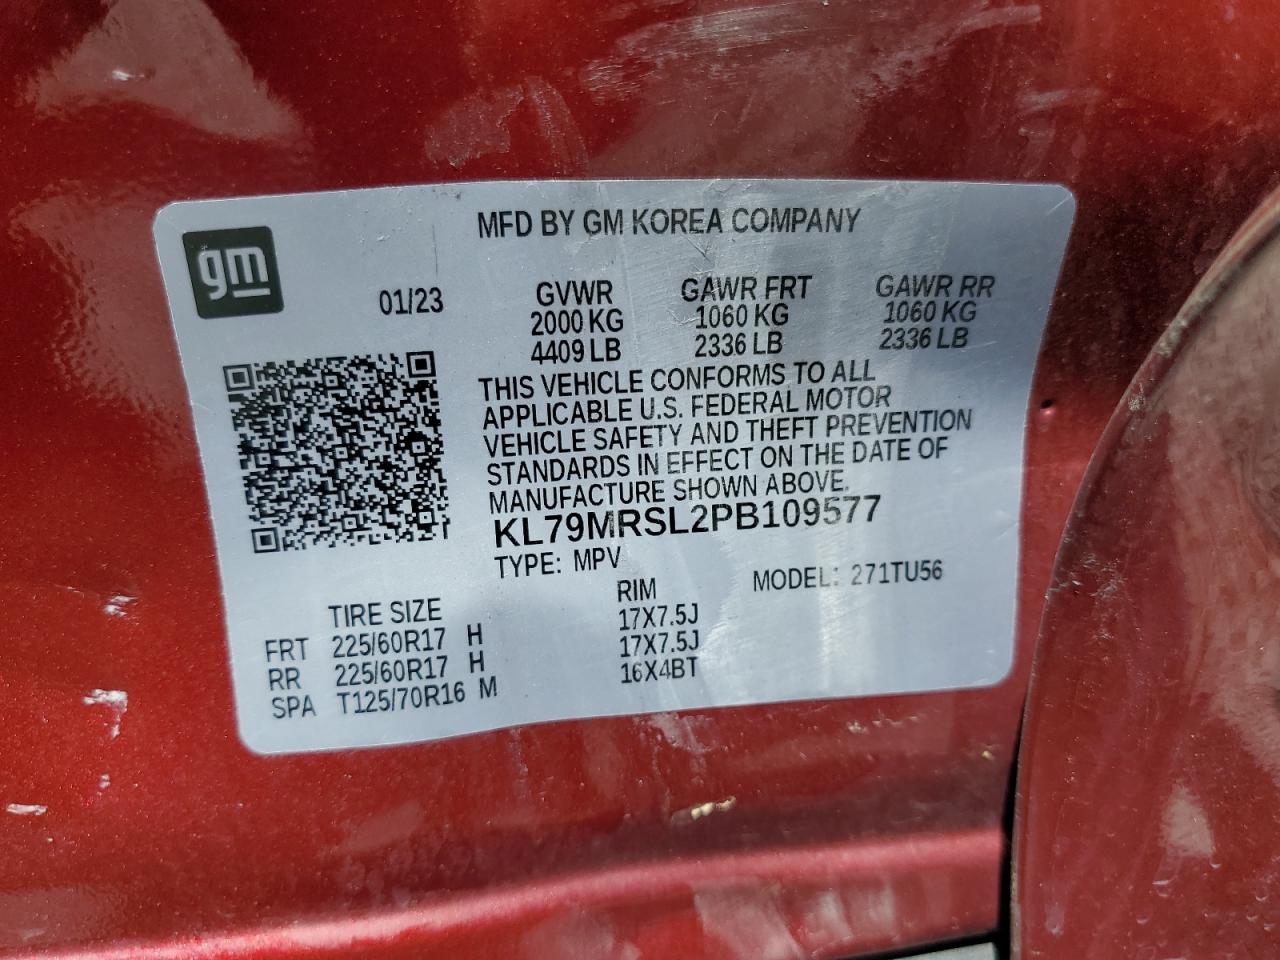 gm
MFD BY GM KOREA COMPANY
01/23
GVWR GAWR FRT GAWR RR
2000 KG 1060 KG 1060 KG
4409 LB 2336 LB 2336 LB
THIS VEHICLE CONFORMS TO ALL
APPLICABLE U.S. FEDERAL MOTOR
VEHICLE SAFETY AND THEFT PREVENTION
STANDARDS IN EFFECT ON THE DATE OF
MANUFACTURE SHOWN ABOVE.
KL79MRSL2PB109577
TYPE: MPV
MODEL: 271TU56
TIRE SIZE RIM
FRT 225/60R17 H 17X7.5J
RR 225/60R17 H 17X7.5J
SPA T125/70R16 M 16X4BT